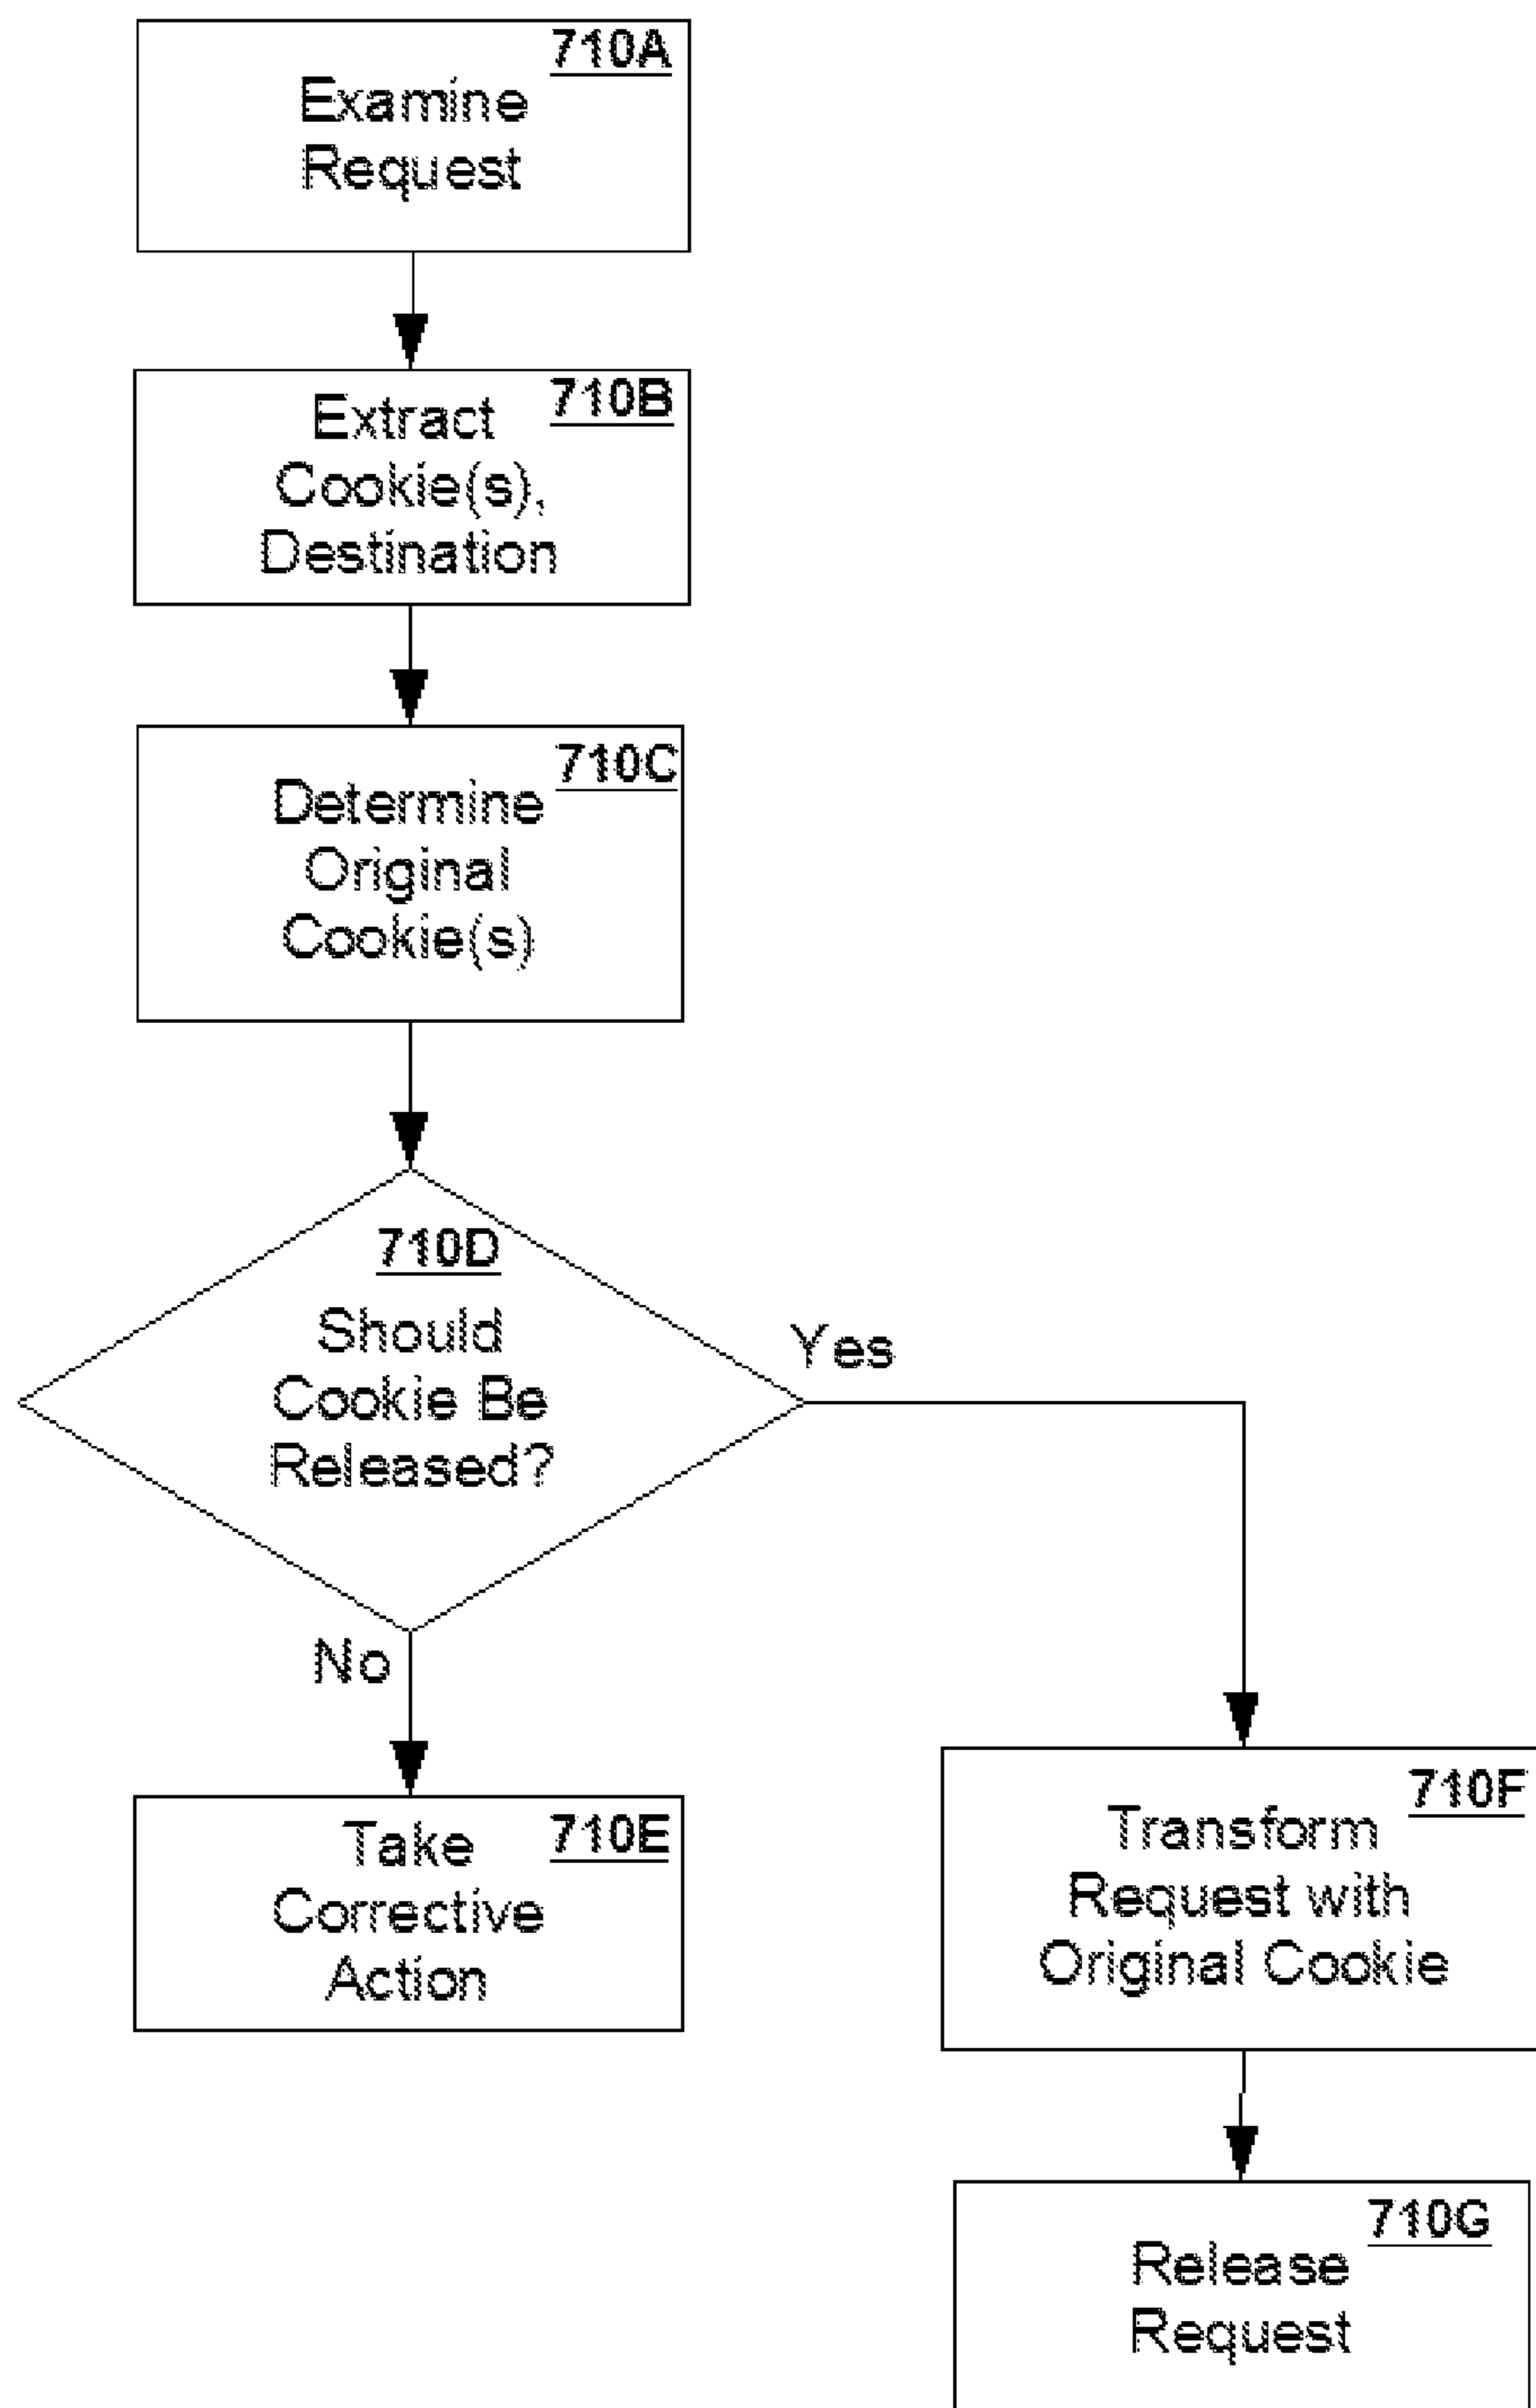 710A
Examine
Request
710B
Extract
Cookie(s),
Destination
710C
Determine
Original
Cookie(s)
710D
Should
Cookie Be
Released?
Yes
No
710E
Take
Corrective
Action
710F
Transform
Request with
Original Cookie
710G
Release
Request